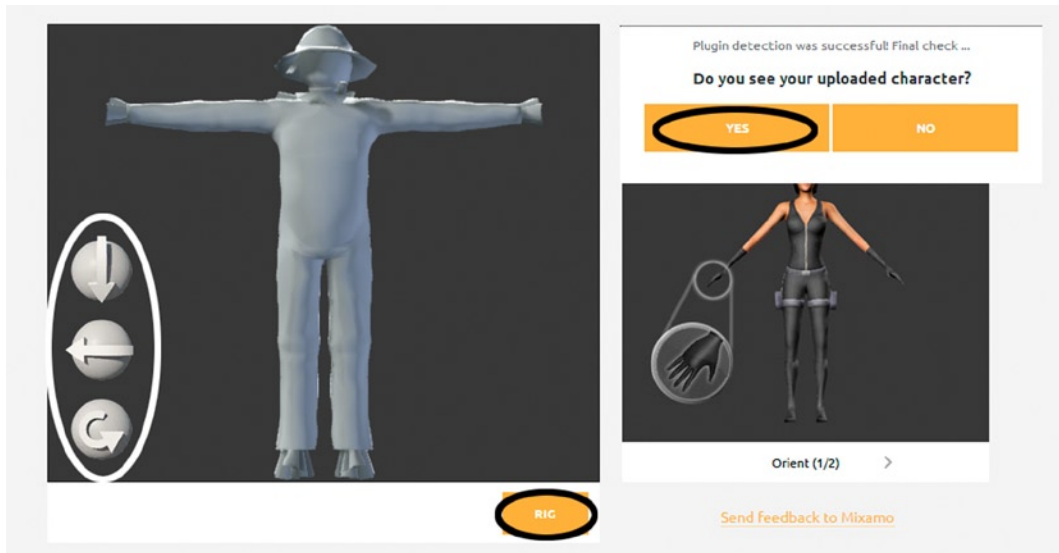 Plugin detection was successful! Final check ...
Do you see your uploaded character?
YES
NO
Orient (1/2)
RIG
Send feedback to Mixamo